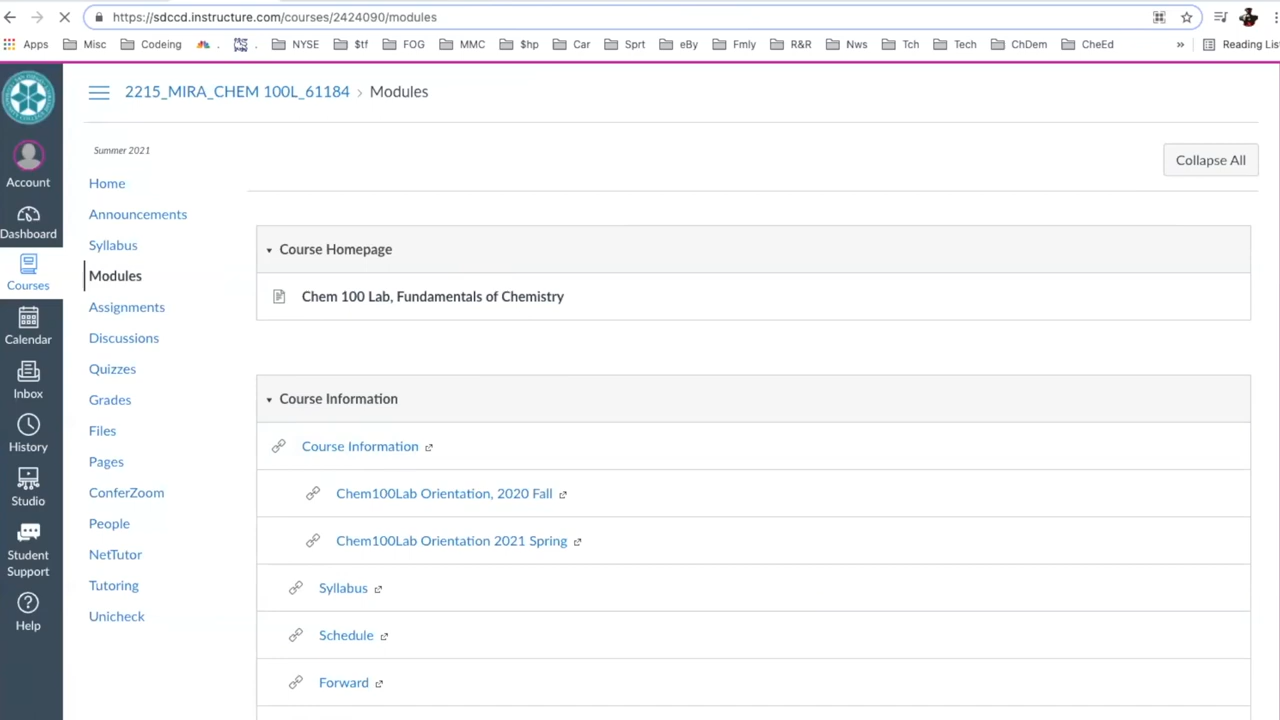 https://sdccd.instructure.com/courses/2424090/modules
Apps Misc Codeing . . NYSE $tf FOG MMC $hp Car Sprt eBy Fmly R&R Nws Tch Tech ChDem CheEd » Reading List
2215_MIRA_CHEM 100L_61184 › Modules
Summer 2021
Collapse All
Account
Dashboard
Courses
Calendar
Inbox
History
Studio
Student
Support
Help
Home
Announcements
Syllabus
Modules
Assignments
Discussions
Quizzes
Grades
Files
Pages
ConferZoom
People
NetTutor
Tutoring
Unicheck
Course Homepage
Chem 100 Lab, Fundamentals of Chemistry
Course Information
Course Information
Chem100Lab Orientation, 2020 Fall
Chem100Lab Orientation 2021 Spring
Syllabus
Schedule
Forward